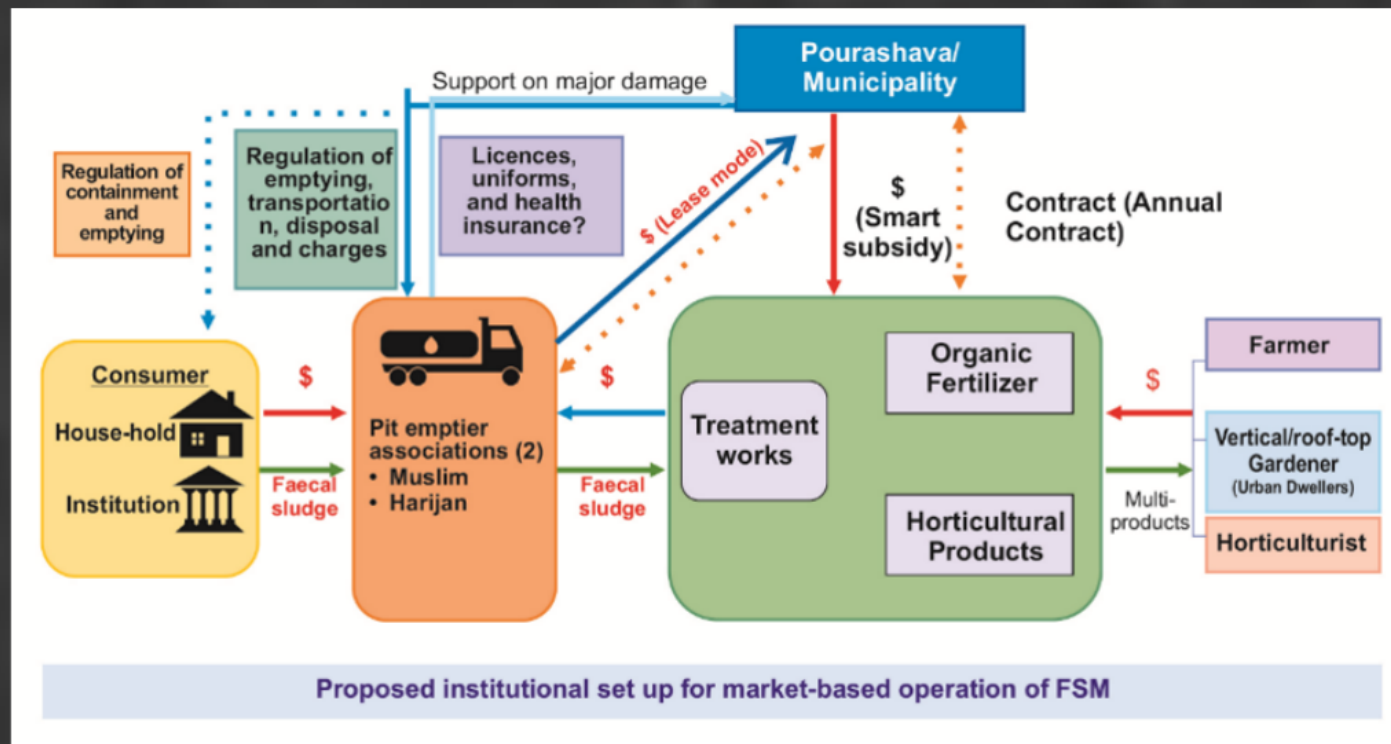 Pourashava/
Municipality
Support on major damage
Regulation of
containment
and
emptying
Regulation of
emptying,
transportatio
n, disposal
and charges
Licences,
uniforms,
and health
insurance?
$ (Lease mode)
$
(Smart
subsidy)
Contract (Annual
Contract)
Consumer
House-hold
Institution
$
Faecal
sludge
Pit emptier
associations (2)
• Muslim
• Harijan
$
Faecal
sludge
Treatment
works
Organic
Fertilizer
Horticultural
Products
$
Multi-
products
Farmer
Vertical/roof-top
Gardener
(Urban Dwellers)
Horticulturist
Proposed institutional set up for market-based operation of FSM